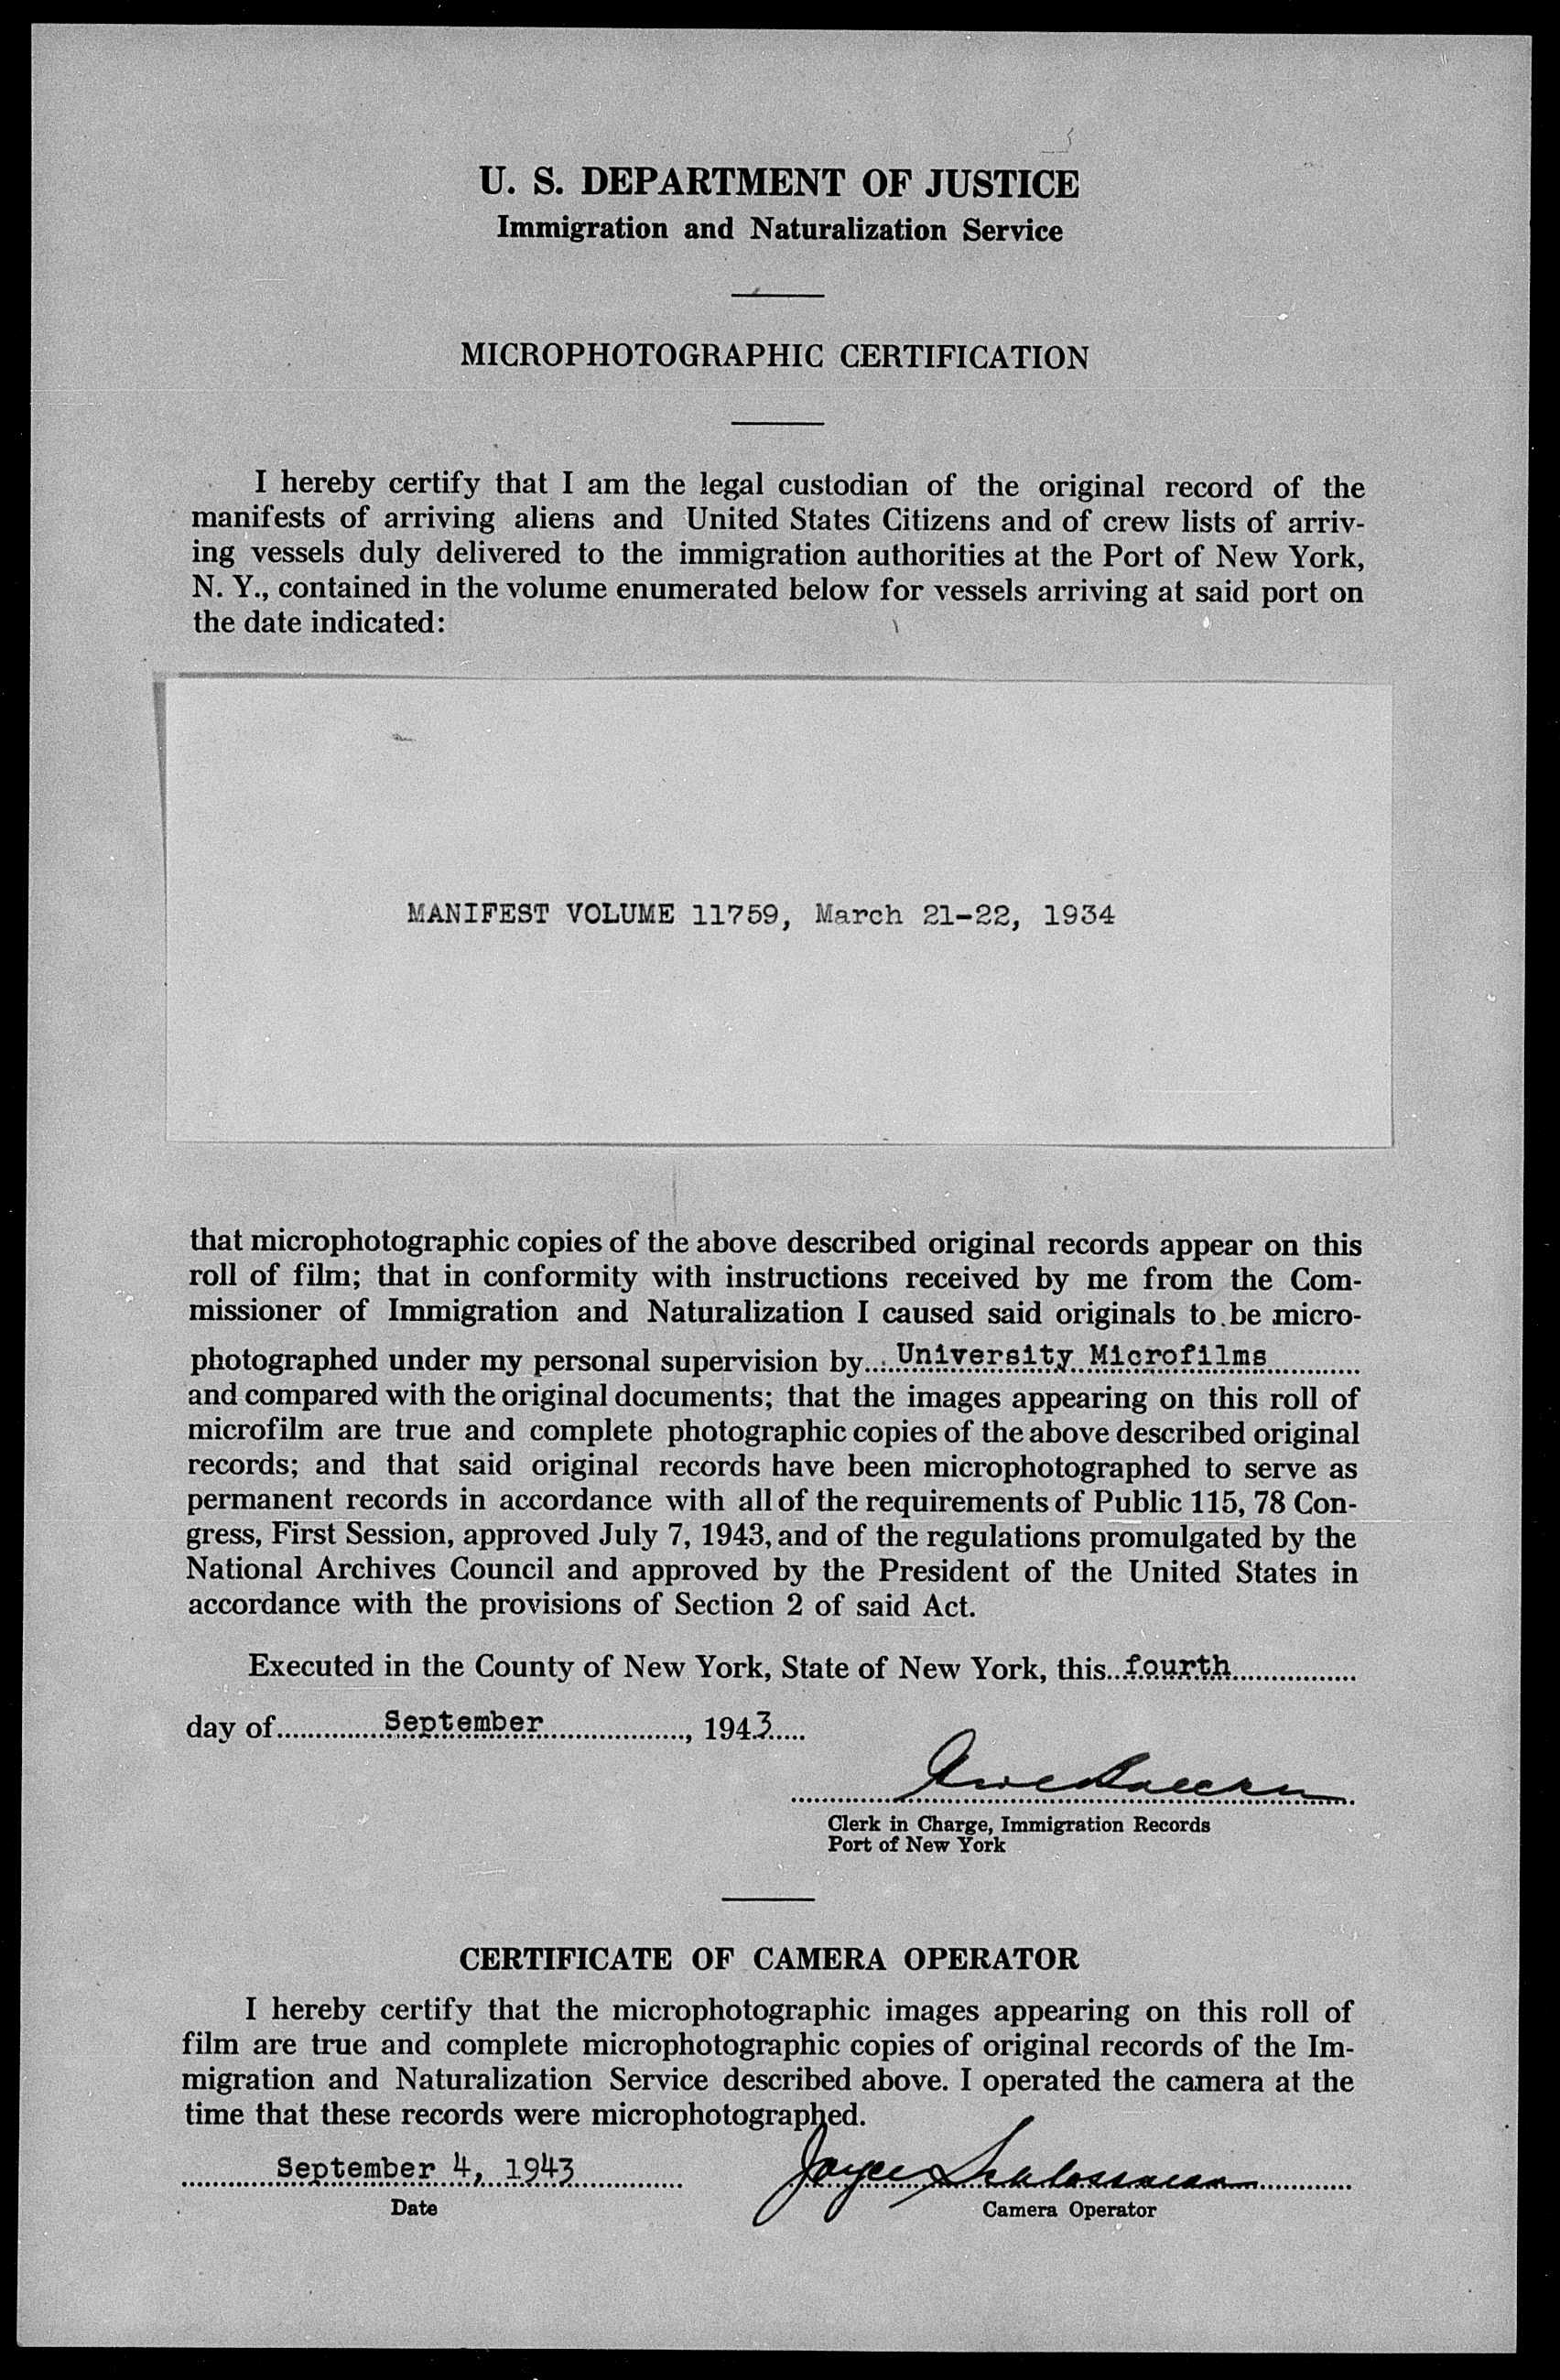 U. S. DEPARTMENT OF JUSTICE
Immigration and Naturalization Service
MICROPHOTOGRAPHIC CERTIFICATION
I hereby certify that I am the legal custodian of the original record of the
manifests of arriving aliens and United States Citizens and of crew lists of arriv-
ing vessels duly delivered to the immigration authorities at the Port of New York,
N. Y., contained in the volume enumerated below for vessels arriving at said port on
the date indicated:
MANIFEST VOLUME 11759, March 21-22, 1934
that microphotographic copies of the above described original records appear on this
roll of film; that in conformity with instructions received by me from the Com-
missioner of Immigration and Naturalization I caused said originals to be micro-
photographed under my personal supervision by University Microfilms
and compared with the original documents; that the images appearing on this roll of
microfilm are true and complete photographic copies of the above described original
records; and that said original records have been microphotographed to serve as
permanent records in accordance with all of the requirements of Public 115, 78 Con-
gress, First Session, approved July 7, 1943, and of the regulations promulgated by the
National Archives Council and approved by the President of the United States in
accordance with the provisions of Section 2 of said Act.
Executed in the County of New York, State of New York, this fourth
day of September, 1943
Clerk in Charge, Immigration Records
Port of New York
CERTIFICATE OF CAMERA OPERATOR
I hereby certify that the microphotographic images appearing on this roll of
film are true and complete microphotographic copies of original records of the Im-
migration and Naturalization Service described above. I operated the camera at the
time that these records were microphotographed.
September 4, 1943 Joyce
Date
Camera Operator